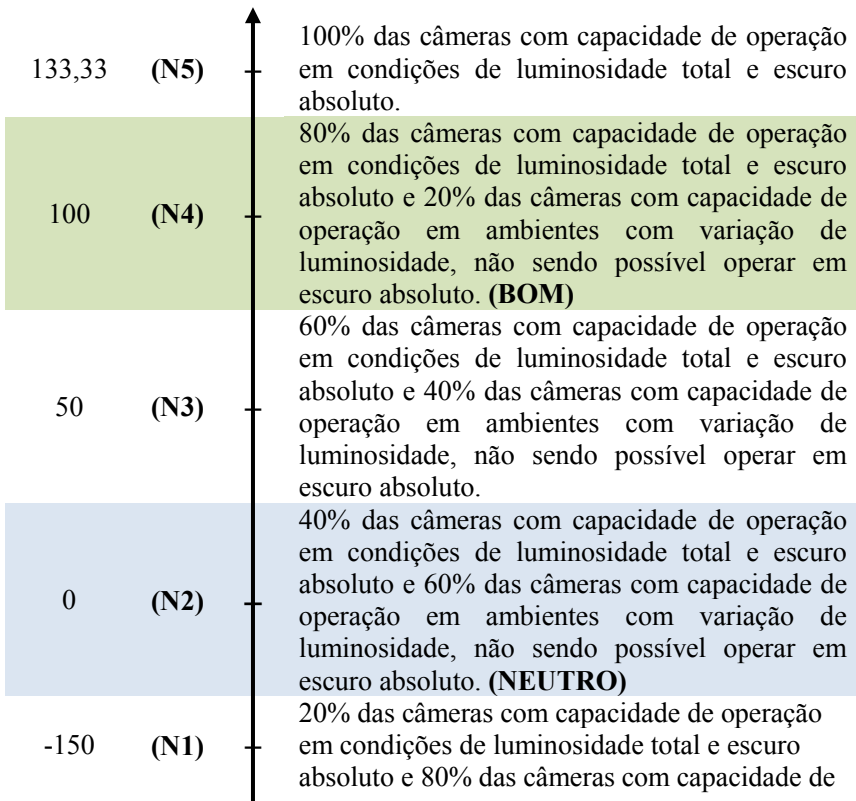 100% das câmeras com capacidade de operação
133,33 (N5) em condições de luminosidade total e escuro
absoluto.
80% das câmeras com capacidade de operação
em condições de luminosidade total e escuro
absoluto e 20% das câmeras com capacidade de
100 (N4) operação em ambientes com variação de
luminosidade, não sendo possível operar em
escuro absoluto. (BOM)
60% das câmeras com capacidade de operação
em condições de luminosidade total e escuro
absoluto e 40% das câmeras com capacidade de
50 (N3) operação em ambientes com variação de
luminosidade, não sendo possível operar em
escuro absoluto.
40% das câmeras com capacidade de operação
em condições de luminosidade total e escuro
absoluto e 60% das câmeras com capacidade de
0 (N2) operação em ambientes com variação de
luminosidade, não sendo possível operar em
escuro absoluto. (NEUTRO)
20% das câmeras com capacidade de operação
-150 (N1) em condições de luminosidade total e escuro
absoluto e 80% das câmeras com capacidade de